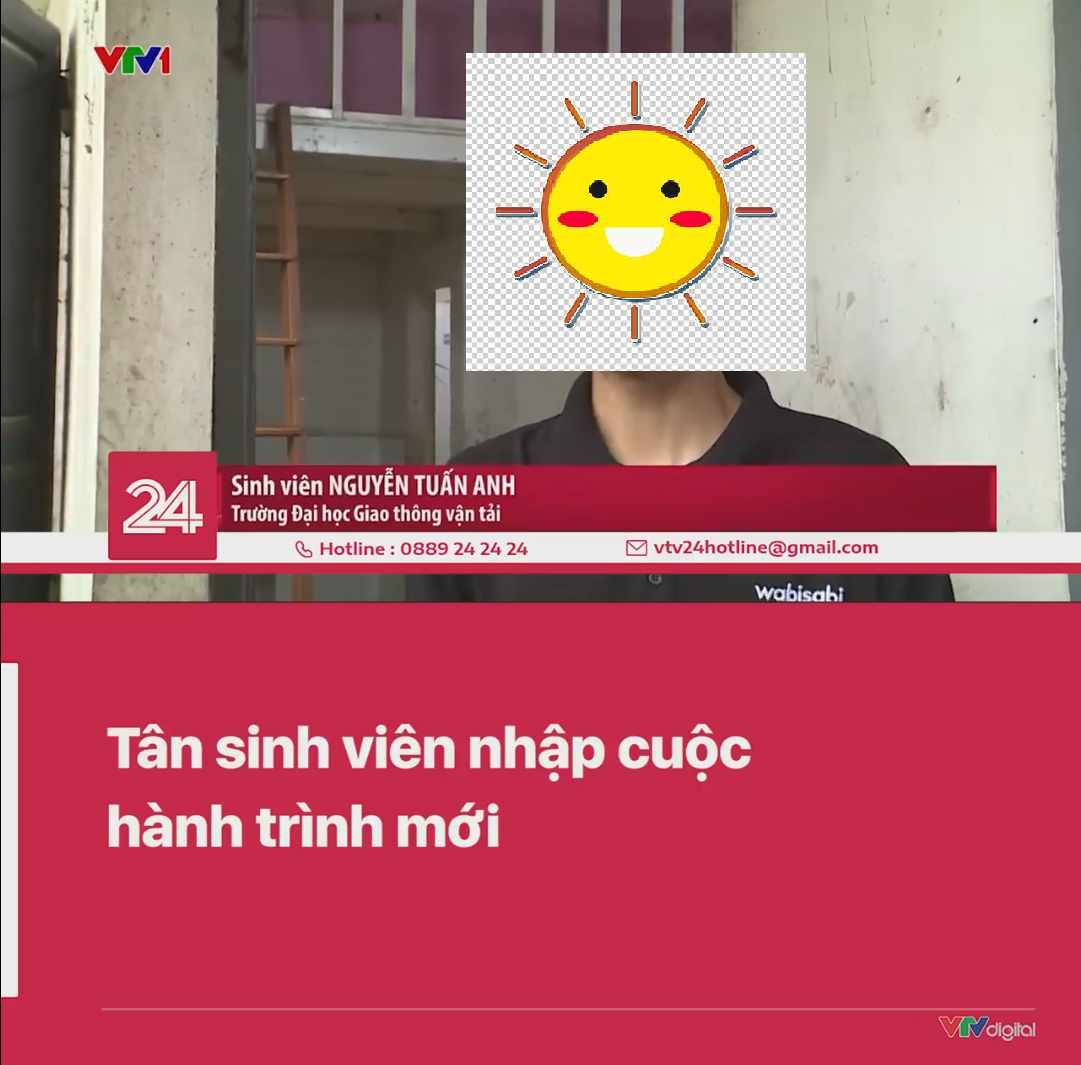 VTV1
24
Sinh viên NGUYỄN TUẤN ANH
Trường Đại học Giao thông vận tải
Hotline : 0889 24 24 24
vtv24hotline@gmail.com
wabisabi
Tân sinh viên nhập cuộc
hành trình mới
VTVdigital